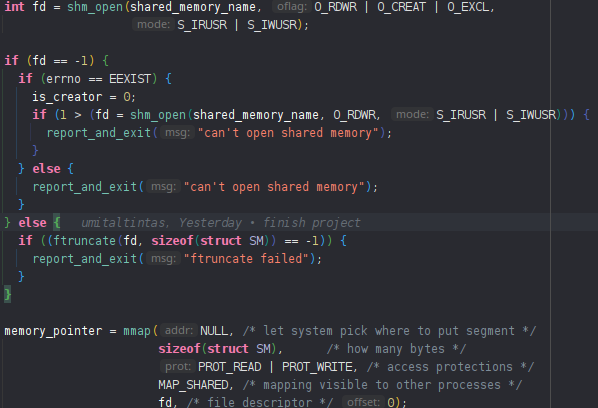 int fd = shm_open(shared_memory_name, oflag: O_RDWR | O_CREAT | O_EXCL,
mode: S_IRUSR | S_IWUSR);
if (fd == -1) {
if (errno == EEXIST) {
is_creator = 0;
if (1 > (fd = shm_open(shared_memory_name, O_RDWR, mode: S_IRUSR | S_IWUSR))) {
report_and_exit( msg: "can't open shared memory");
}
} else {
report_and_exit( msg: "can't open shared memory");
}
} else { umitaltintas, Yesterday • finish project
if ((ftruncate(fd, sizeof(struct SM)) == -1)) {
report_and_exit( msg: "ftruncate failed");
}
}
memory_pointer = mmap( addr: NULL, /* let system pick where to put segment */
sizeof(struct SM), /* how many bytes */
prot: PROT_READ | PROT_WRITE, /* access protections */
MAP_SHARED, /* mapping visible to other processes */
fd, /* file descriptor */ offset: 0);